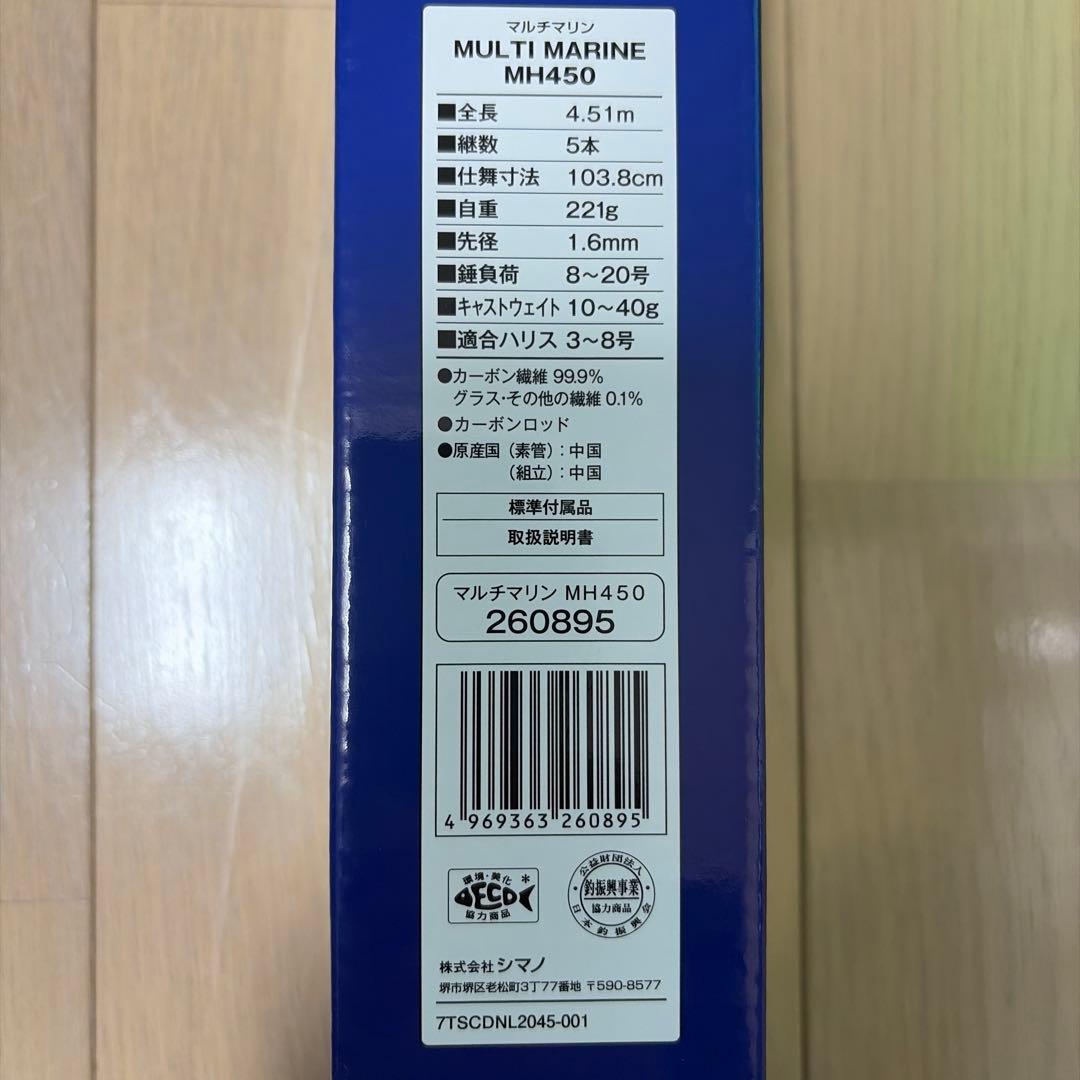 マルチマリン
MULTI MARINE
MH450
■全長 4.51m
■継数 5本
■仕舞寸法 103.8cm
■自重 221g
■先径 1.6mm
■錘負荷 8〜20号
■キャストウェイト 10〜40g
■適合ハリス 3〜8号
●カーボン繊維 99.9%
グラス・その他の繊維 0.1%
●カーボンロッド
●原産国（素管）：中国
（組立）：中国
標準付属品
取扱説明書
マルチマリン MH450
260895
4 969363 260895
環境・美化 *
ECO
協力商品
公益財団法人
釣振興事業
協力商品
日本釣振興会
株式会社シマノ
堺市堺区老松町3丁77番地 〒590-8577
7TSCDNL2045-001